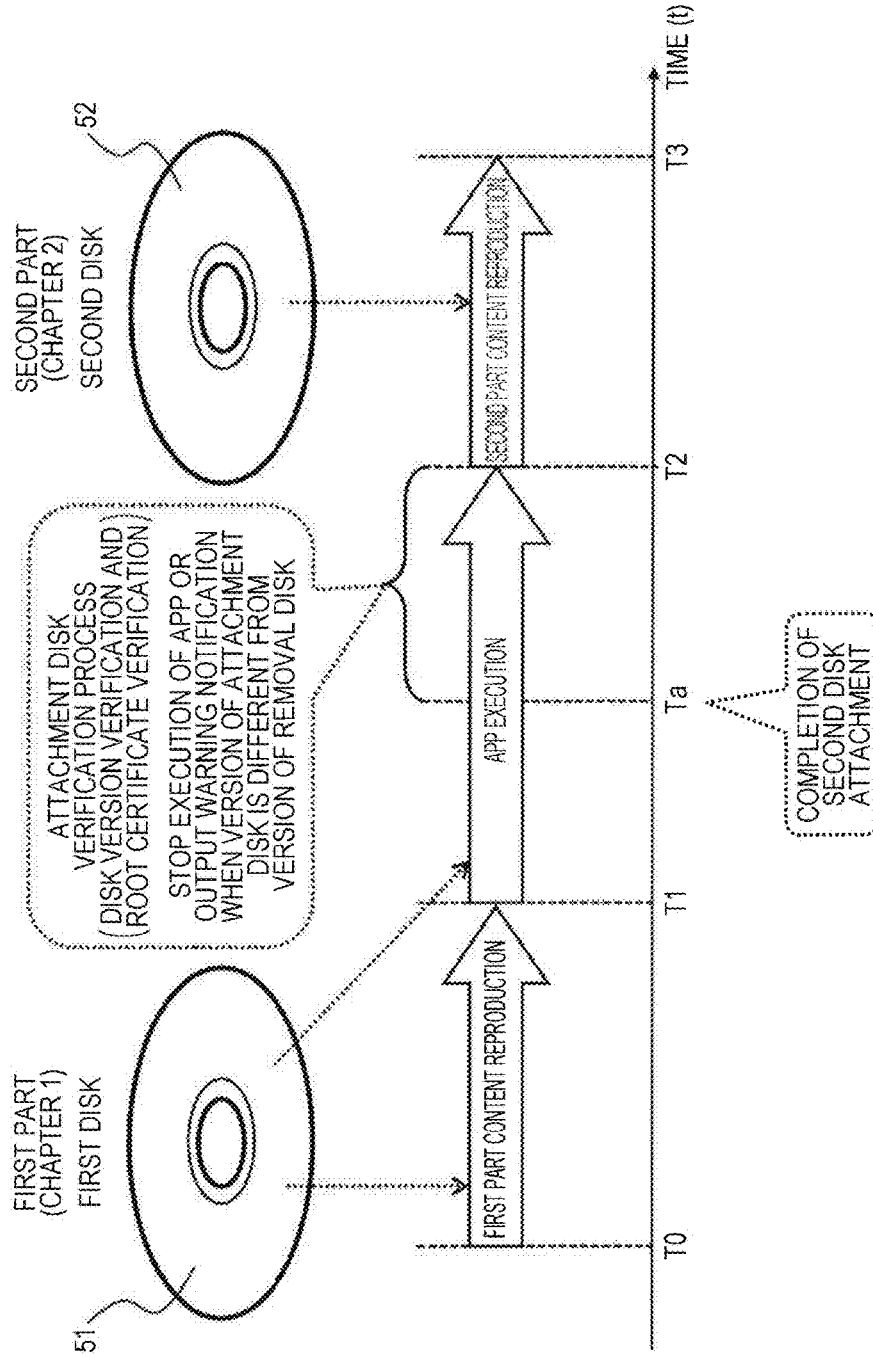 FIRST PART
(CHAPTER 1)
FIRST DISK
51
ATTACHMENT DISK
VERIFICATION PROCESS
(DISK VERSION VERIFICATION AND
ROOT CERTIFICATE VERIFICATION)
STOP EXECUTION OF APP OR
OUTPUT WARNING NOTIFICATION
WHEN VERSION OF ATTACHMENT
DISK IS DIFFERENT FROM
VERSION OF REMOVAL DISK
SECOND PART
(CHAPTER 2)
SECOND DISK
52
FIRST PART CONTENT REPRODUCTION
APP EXECUTION
SECOND PART CONTENT REPRODUCTION
T0
T1
Ta
T2
T3
TIME (t)
COMPLETION OF
SECOND DISK
ATTACHMENT